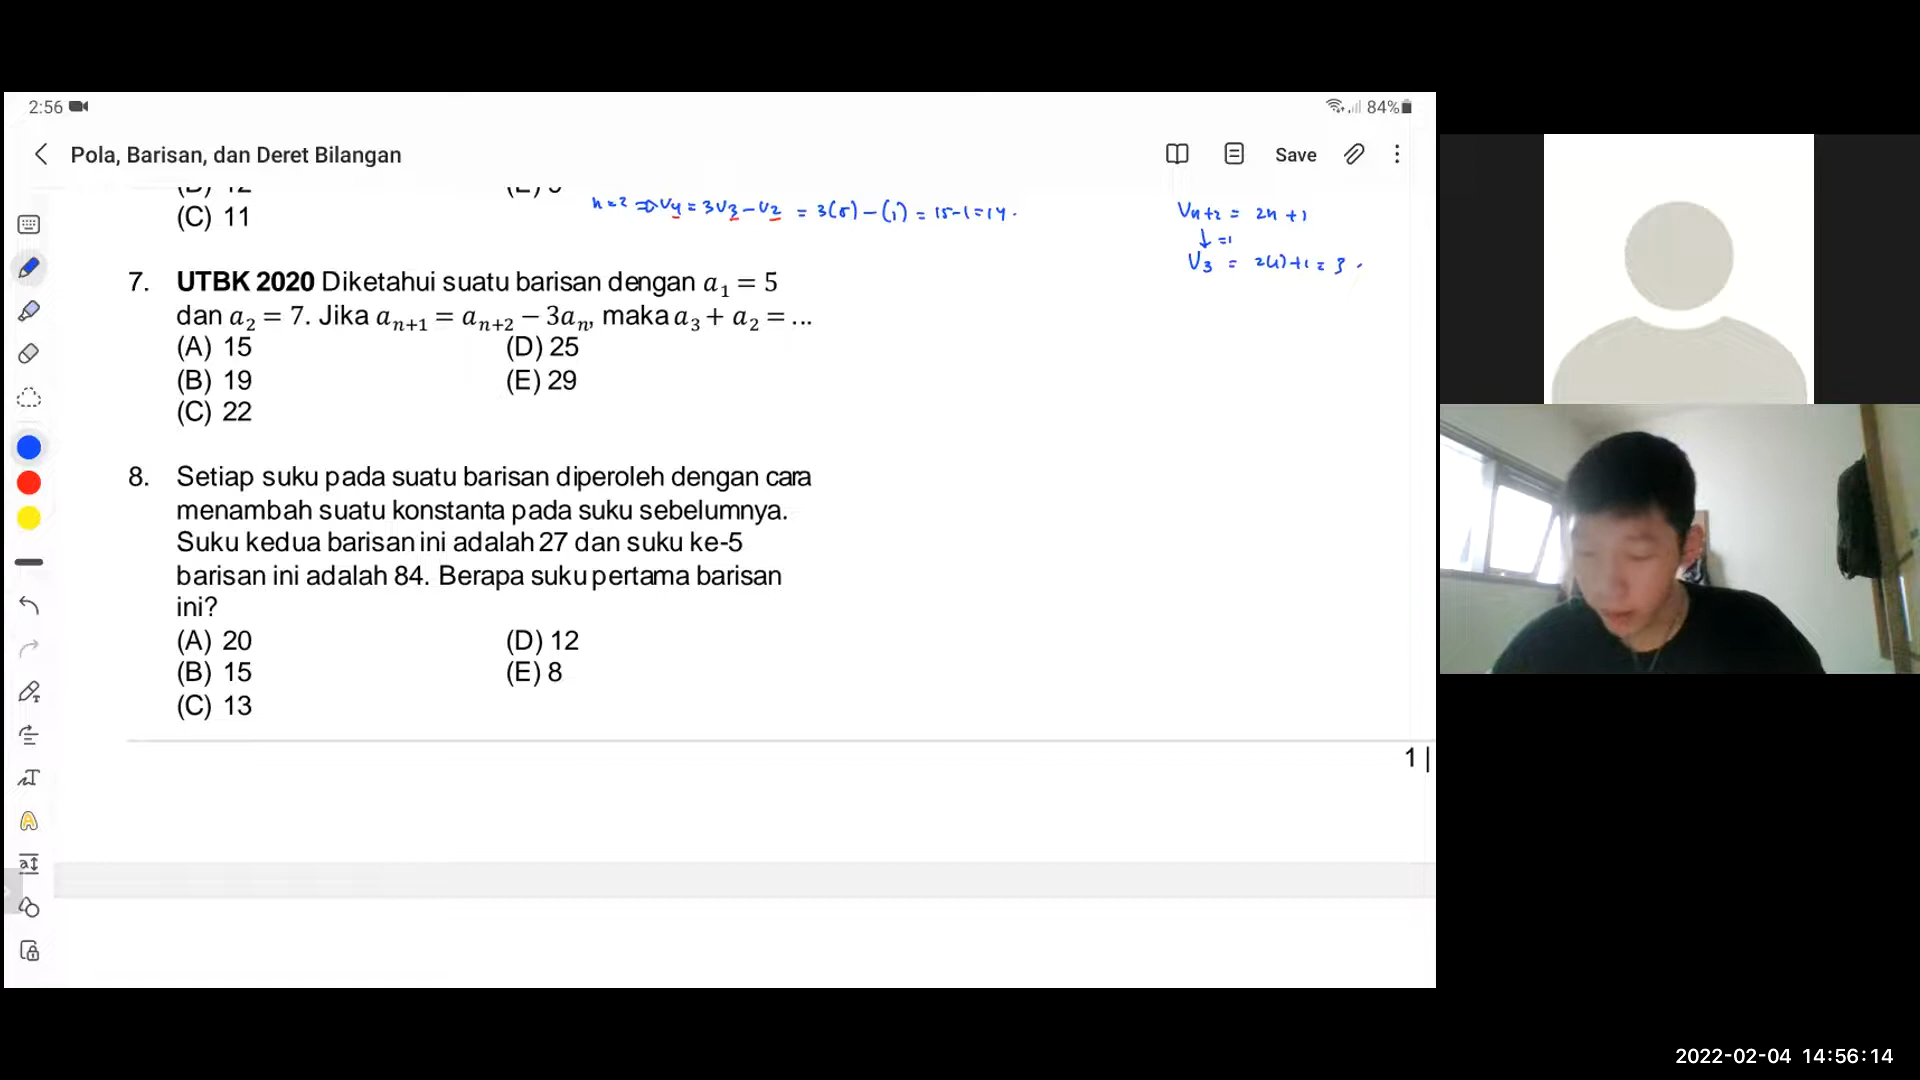 2:56
84%
Pola, Barisan, dan Deret Bilangan
Save
(C) 11
n=2 ⇒ U4 = 3U3 - U2 = 3(5) - (1) = 15 - 1 = 14.
Un+2 = 2n + 1
↓ =1
U3 = 2(1) + 1 = 3.
7. UTBK 2020 Diketahui suatu barisan dengan a₁ = 5
dan a₂ = 7. Jika aₙ₊₁ = aₙ₊₂ − 3aₙ, maka a₃ + a₂ = ...
(A) 15 (D) 25
(B) 19 (E) 29
(C) 22
8. Setiap suku pada suatu barisan diperoleh dengan cara
menambah suatu konstanta pada suku sebelumnya.
Suku kedua barisan ini adalah 27 dan suku ke-5
barisan ini adalah 84. Berapa suku pertama barisan
ini?
(A) 20 (D) 12
(B) 15 (E) 8
(C) 13
1 |
2022-02-04 14:56:14